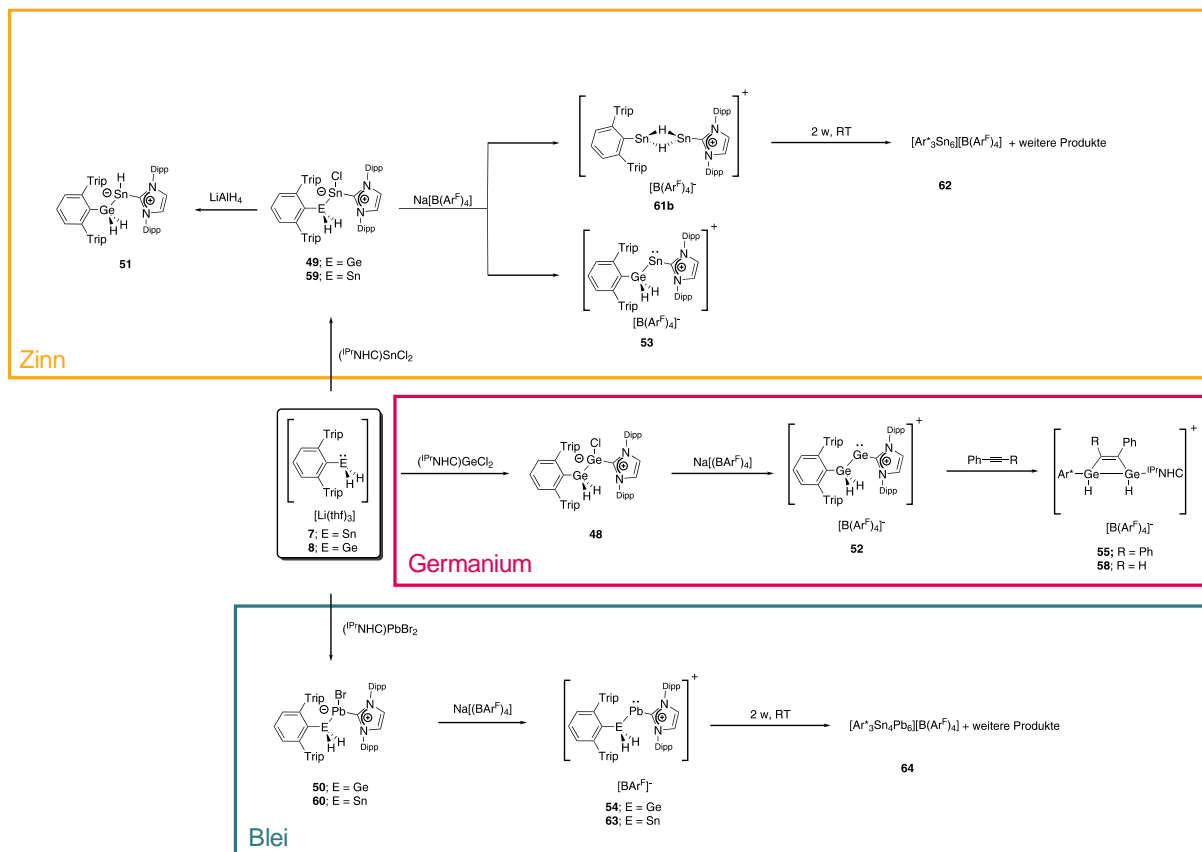 Trip
H
Sn
⊖
Dipp
N
⊕
N
Dipp
Ge
H
H
Trip
51
LiAlH4
Trip
Cl
⊖
Sn
Dipp
N
⊕
N
Dipp
E
H
H
Trip
49; E = Ge
59; E = Sn
Na[B(ArF)4]
Trip
Sn
H
H
Sn
Dipp
N
⊕
N
Dipp
Trip
+
[B(ArF)4]-
61b
2 w, RT
[Ar*3Sn6][B(ArF)4] + weitere Produkte
62
Trip
Sn
Dipp
N
⊕
N
Dipp
Ge
H
H
Trip
+
[B(ArF)4]-
53
(IPrNHC)SnCl2
Zinn
Trip
E
H
H
Trip
[Li(thf)3]
7; E = Sn
8; E = Ge
(IPrNHC)GeCl2
Trip
Cl
⊖
Ge
Dipp
N
⊕
N
Dipp
Ge
H
H
Trip
48
Na[(BArF)4]
Trip
Ge
Dipp
N
⊕
N
Dipp
Ge
H
H
Trip
+
[B(ArF)4]-
52
Ph
R
R
Ph
Ar*
Ge
Ge
IPrNHC
H
H
+
[B(ArF)4]-
55; R = Ph
58; R = H
Germanium
(IPrNHC)PbBr2
Trip
Br
⊖
Pb
Dipp
N
⊕
N
Dipp
E
H
H
Trip
50; E = Ge
60; E = Sn
Na[(BArF)4]
Trip
Pb
Dipp
N
⊕
N
Dipp
E
H
H
Trip
+
[BArF]-
54; E = Ge
63; E = Sn
2 w, RT
[Ar*3Sn4Pb6][B(ArF)4] + weitere Produkte
64
Blei